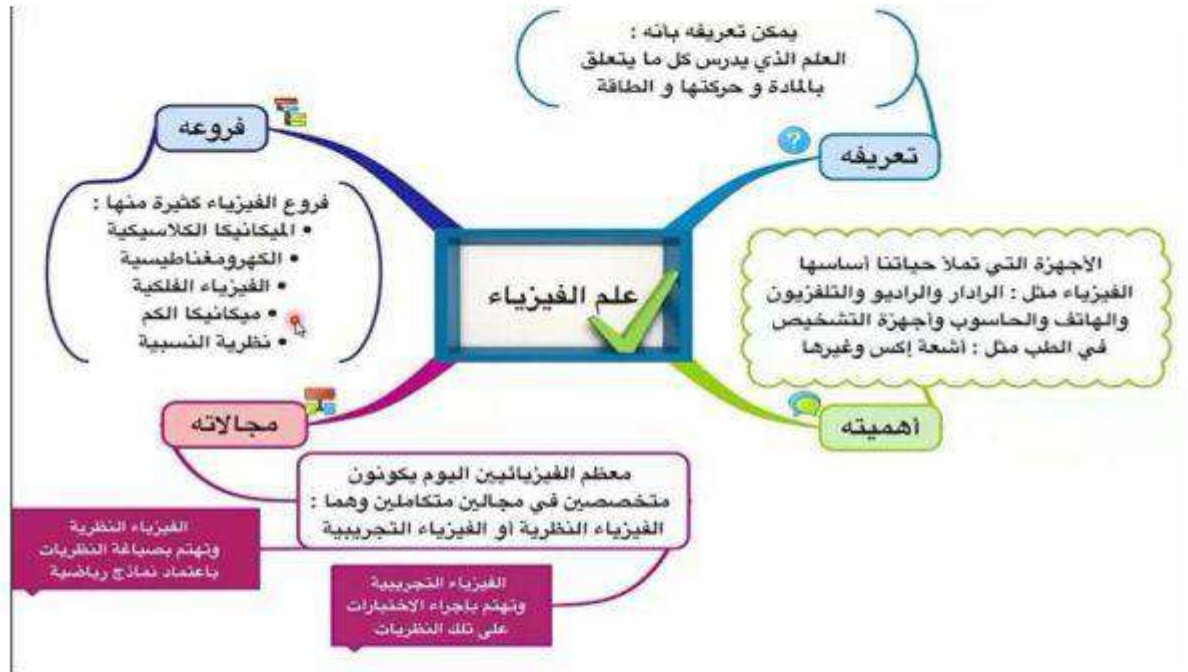 يمكن تعريفه بأنه :
العلم الذي يدرس كل ما يتعلق
بالمادة و حركتها و الطاقة
تعريفه
فروعه
فروع الفيزياء كثيرة منها :
• الميكانيكا الكلاسيكية
• الكهرومغناطيسية
• الفيزياء الفلكية
• ميكانيكا الكم
• نظرية النسبية
علم الفيزياء
الأجهزة التي تملأ حياتنا أساسها
الفيزياء مثل : الرادار والراديو والتلفزيون
والهاتف والحاسوب وأجهزة التشخيص
في الطب مثل : أشعة إكس وغيرها
أهميته
مجالاته
معظم الفيزيائيين اليوم يكونون
متخصصين في مجالين متكاملين وهما :
الفيزياء النظرية أو الفيزياء التجريبية
الفيزياء النظرية
وتهتم بصياغة النظريات
باعتماد نماذج رياضية
الفيزياء التجريبية
وتهتم بإجراء الاختبارات
على تلك النظريات